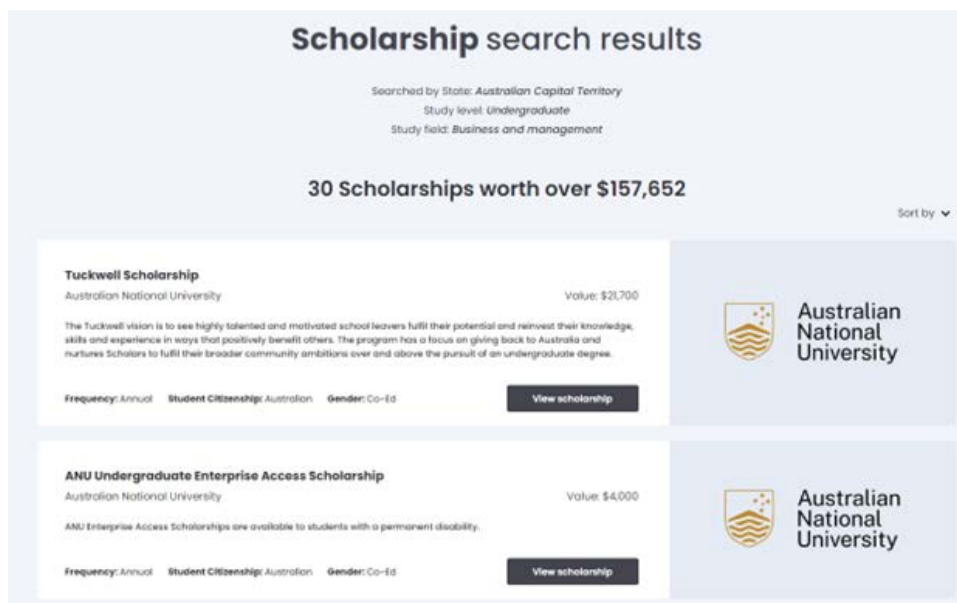 Scholarship search results
Searched by State: Australian Capital Territory
Study level: Undergraduate
Study field: Business and management
30 Scholarships worth over $157,652
Sort by
Tuckwell Scholarship
Australian National University
Value: $21,700
The Tuckwell vision is to see highly talented and motivated school leavers fulfil their potential and reinvest their knowledge,
skills and experience in ways that positively benefit others. The program has a focus on giving back to Australia and
nurtures Scholars to fulfil their broader community ambitions over and above the pursuit of an undergraduate degree.
Frequency: Annual Student Citizenship: Australian Gender: Co-Ed
View scholarship
Australian
National
University
ANU Undergraduate Enterprise Access Scholarship
Australian National University
Value: $4,000
ANU Enterprise Access Scholarships are available to students with a permanent disability.
Frequency: Annual Student Citizenship: Australian Gender: Co-Ed
View scholarship
Australian
National
University